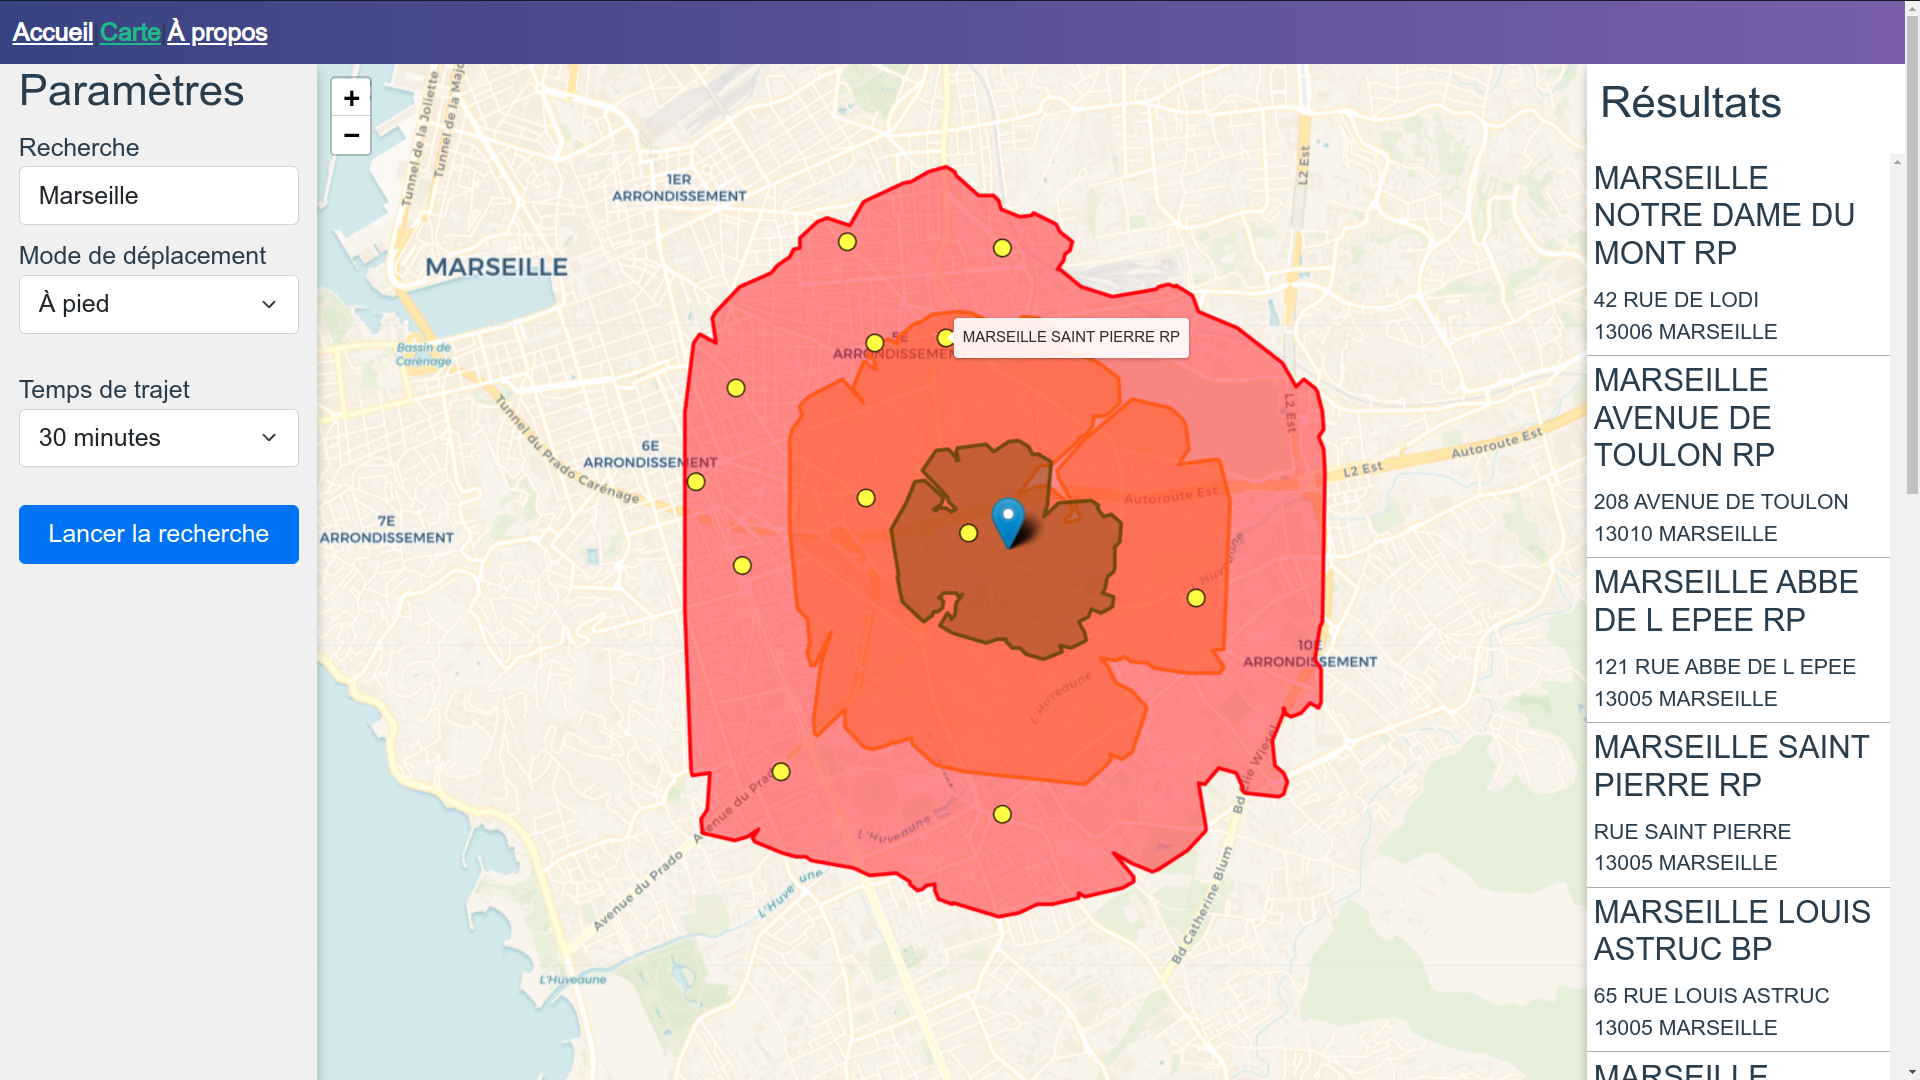 Accueil Carte À propos
Paramètres
Recherche
Marseille
Mode de déplacement
À pied
Temps de trajet
30 minutes
Lancer la recherche
+
−
Tunnel de la Joliette
Tunnel de la Major
1ER
ARRONDISSEMENT
MARSEILLE
Bassin de
Carénage
Tunnel du Prado Carénage
6E
ARRONDISSEMENT
7E
ARRONDISSEMENT
5E
ARRONDISSEMENT
MARSEILLE SAINT PIERRE RP
L2 Est
L2 Est
L2 Est
Autoroute Est
Autoroute Est
L'Huveaune
10E
ARRONDISSEMENT
L'Huveaune
Bd Elie Wiesel
Avenue du Prado
L'Huveaune
Avenue du Prado
L'Huveaune
Bd Catherine Blum
L'Huveaune
Résultats
MARSEILLE
NOTRE DAME DU
MONT RP
42 RUE DE LODI
13006 MARSEILLE
MARSEILLE
AVENUE DE
TOULON RP
208 AVENUE DE TOULON
13010 MARSEILLE
MARSEILLE ABBE
DE L EPEE RP
121 RUE ABBE DE L EPEE
13005 MARSEILLE
MARSEILLE SAINT
PIERRE RP
RUE SAINT PIERRE
13005 MARSEILLE
MARSEILLE LOUIS
ASTRUC BP
65 RUE LOUIS ASTRUC
13005 MARSEILLE
MARSEILLE